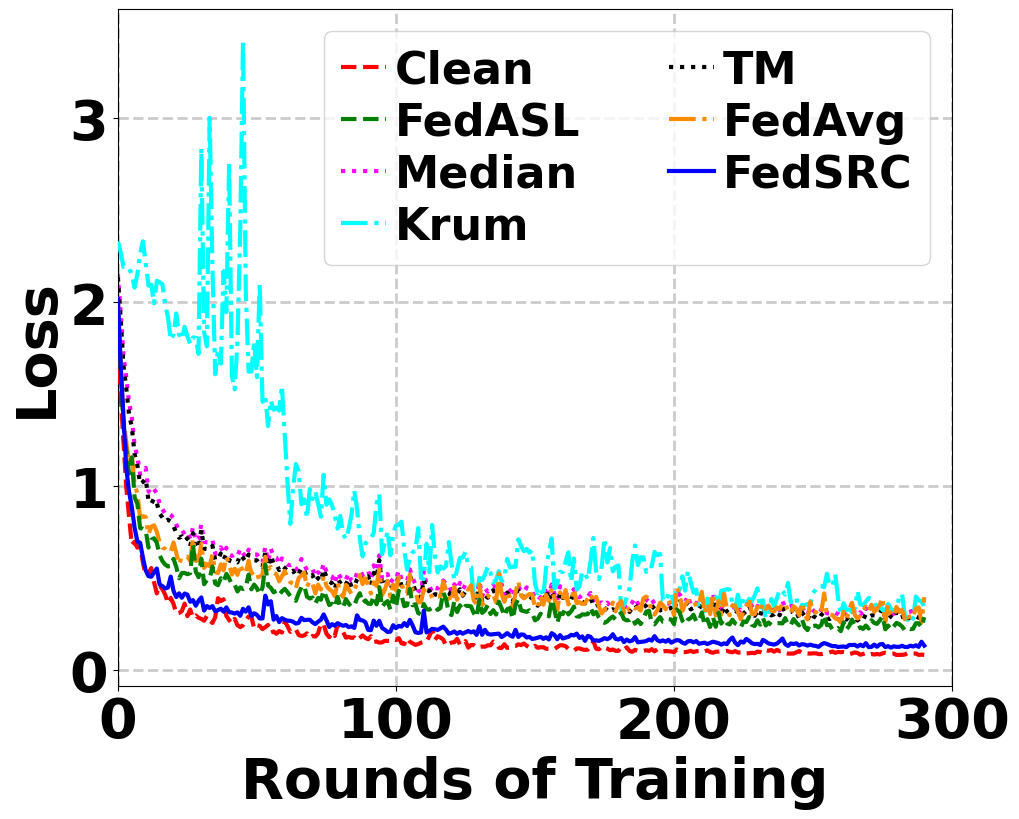 Loss
3
2
1
0
Clean
FedASL
Median
Krum
TM
FedAvg
FedSRC
0 100 200 300
Rounds of Training